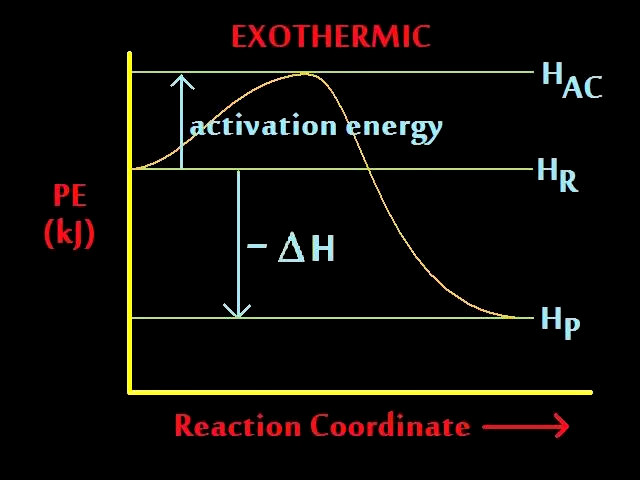 EXOTHERMIC
HAC
activation energy
HR
PE
(kJ)
– ΔH
HP
Reaction Coordinate